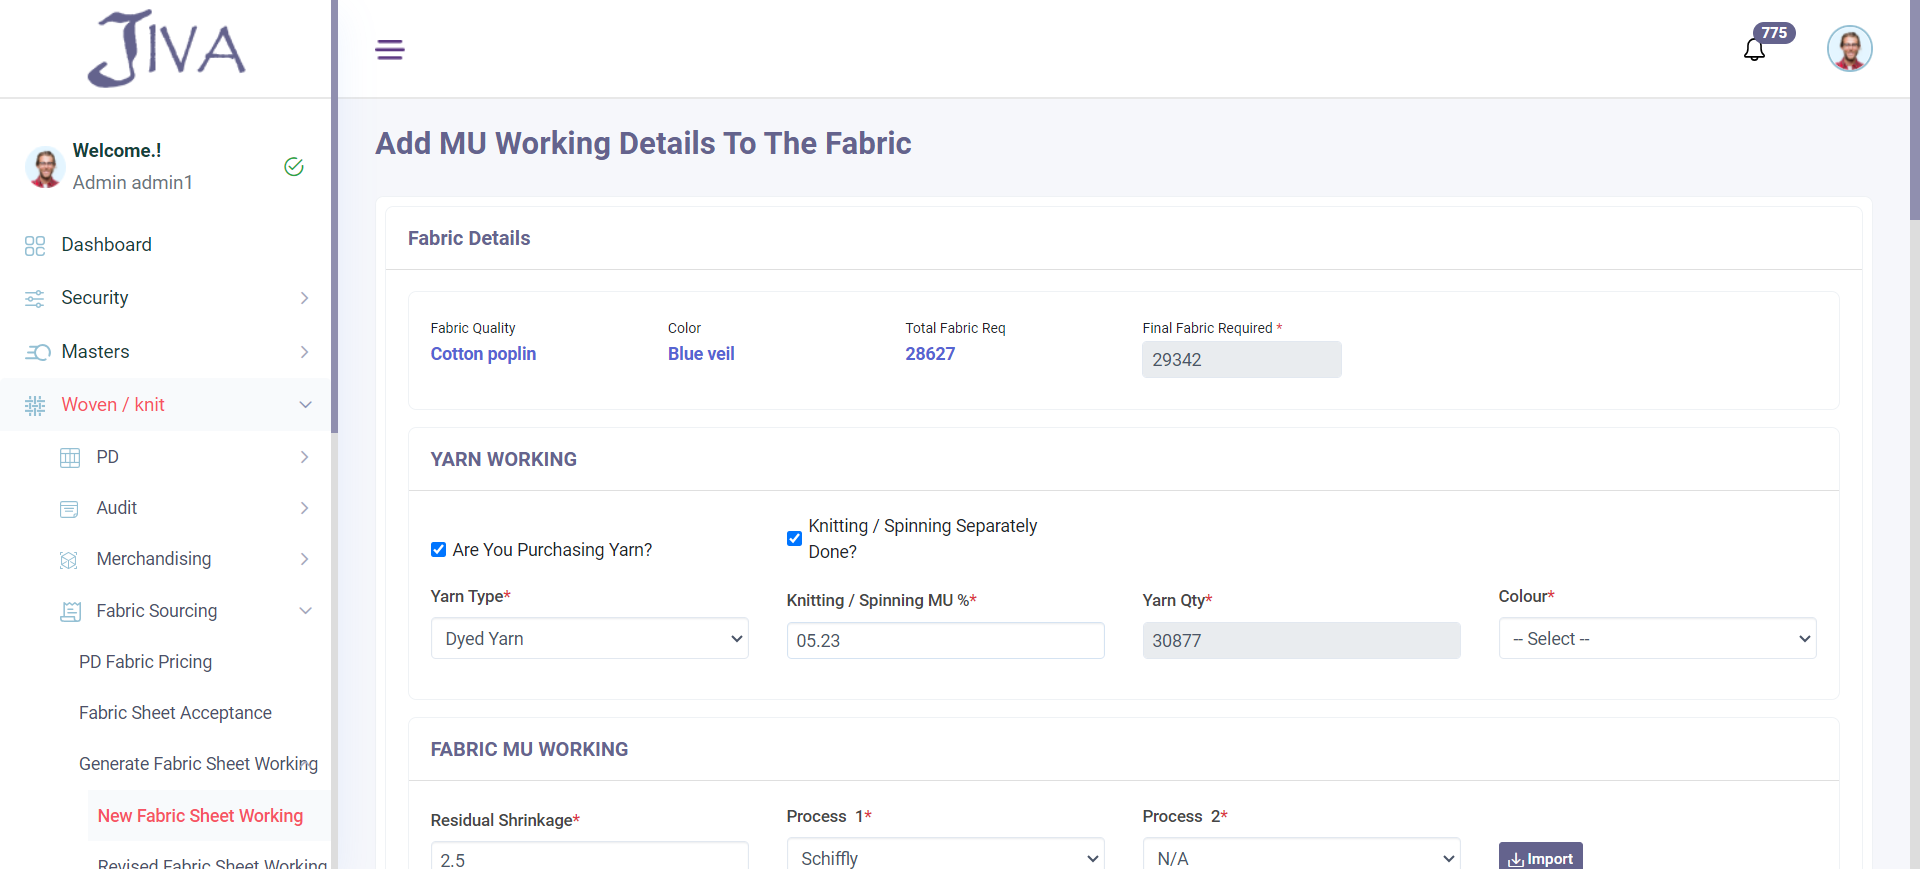 JIVA
775
Welcome.!
Admin admin1
Dashboard
Security
Masters
Woven / knit
PD
Audit
Merchandising
Fabric Sourcing
PD Fabric Pricing
Fabric Sheet Acceptance
Generate Fabric Sheet Working
New Fabric Sheet Working
Revised Fabric Sheet Working
Add MU Working Details To The Fabric
Fabric Details
Fabric Quality
Cotton poplin
Color
Blue veil
Total Fabric Req
28627
Final Fabric Required *
29342
YARN WORKING
Are You Purchasing Yarn?
Knitting / Spinning Separately
Done?
Yarn Type*
Dyed Yarn
Knitting / Spinning MU %*
05.23
Yarn Qty*
30877
Colour*
-- Select --
FABRIC MU WORKING
Residual Shrinkage*
2.5
Process 1*
Schiffly
Process 2*
N/A
Import